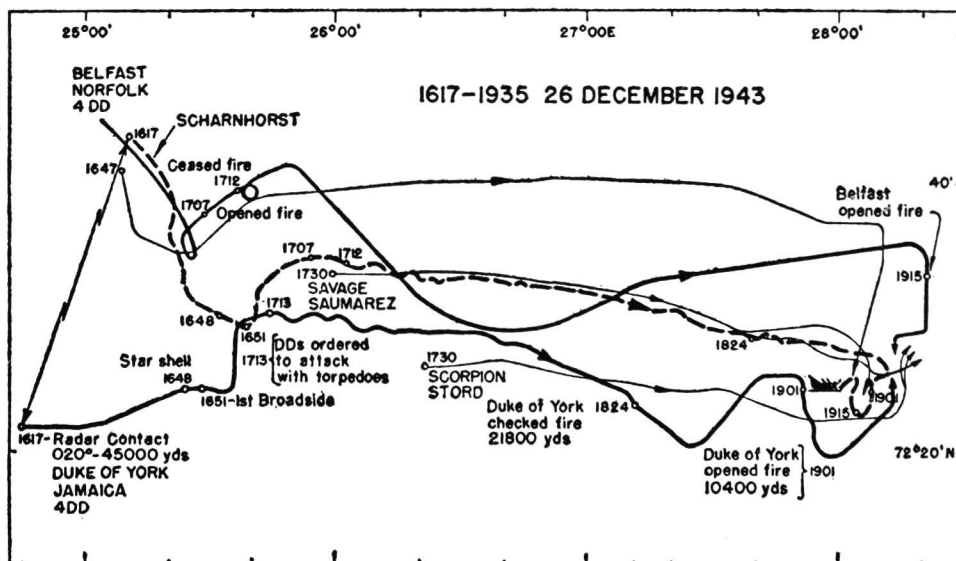 25°00' 26°00' 27°00'E 28°00'
BELFAST
NORFOLK
4 DD
1617-1935 26 DECEMBER 1943
SCHARNHORST
1617
1647
Ceased fire
1712
1707
Opened fire
Belfast
opened fire
40'
1707
1712
1730
SAVAGE
SAUMAREZ
1915
1648
1651
1713
1713
DDs ordered
to attack
with torpedoes
Star shell
1648
1651-1st Broadside
1730
SCORPION
STORD
1824
1824
Duke of York
checked fire
21800 yds
1901
1901
1915
1617-Radar Contact
020°-45000 yds
DUKE OF YORK
JAMAICA
4DD
Duke of York
opened fire
10400 yds
1901
72°20'N